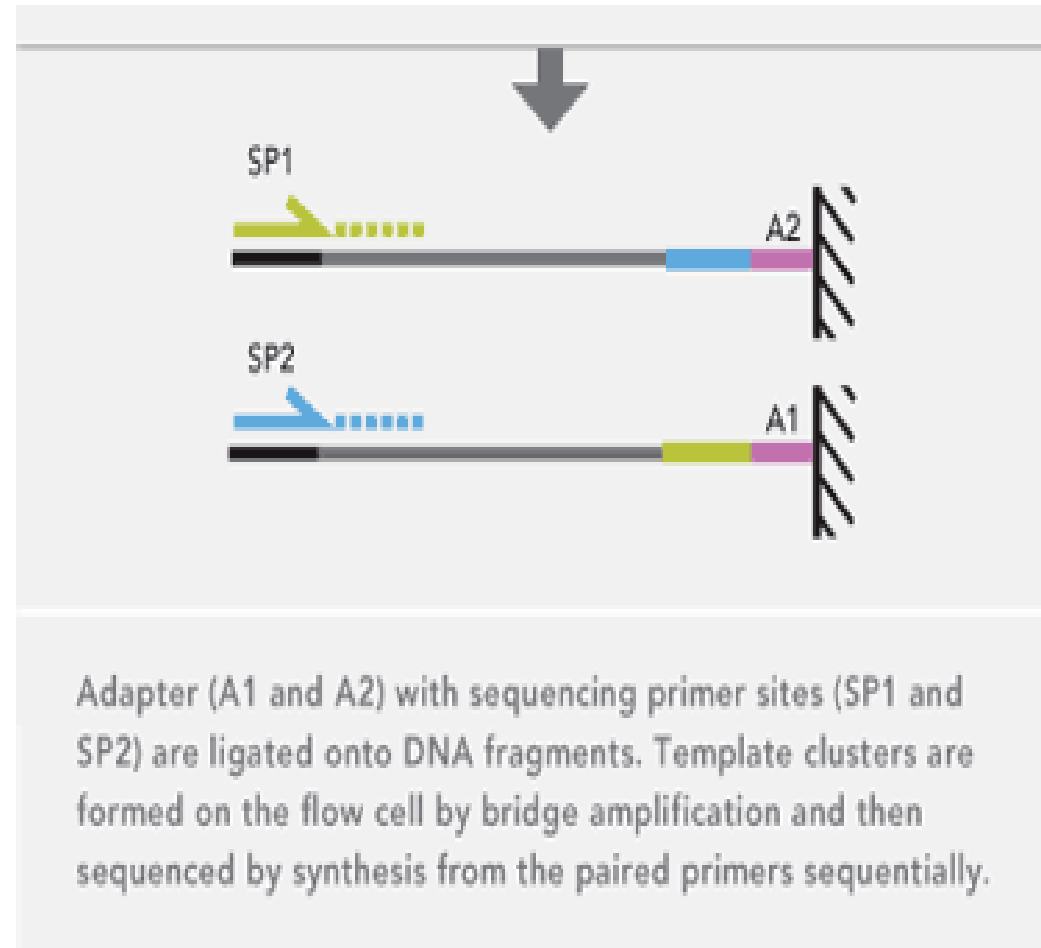 SP1
A2
SP2
A1
Adapter (A1 and A2) with sequencing primer sites (SP1 and
SP2) are ligated onto DNA fragments. Template clusters are
formed on the flow cell by bridge amplification and then
sequenced by synthesis from the paired primers sequentially.